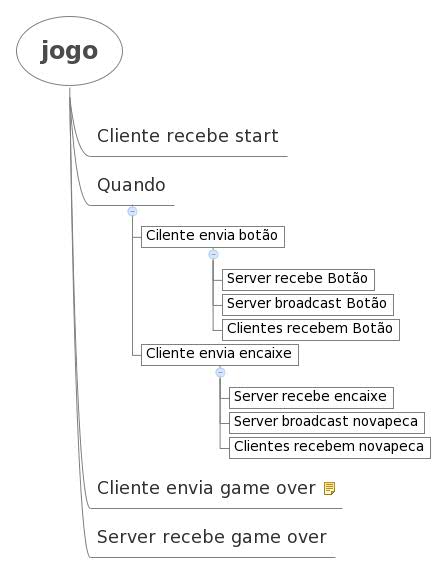 jogo
Cliente recebe start
Quando
Cilente envia botão
Server recebe Botão
Server broadcast Botão
Clientes recebem Botão
Cliente envia encaixe
Server recebe encaixe
Server broadcast novapeca
Clientes recebem novapeca
Cliente envia game over
Server recebe game over